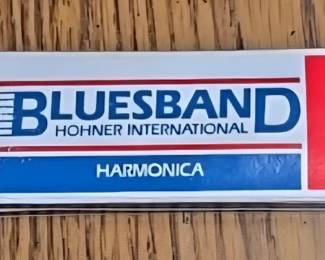 BLUESBAND
HOHNER INTERNATIONAL
HARMONICA